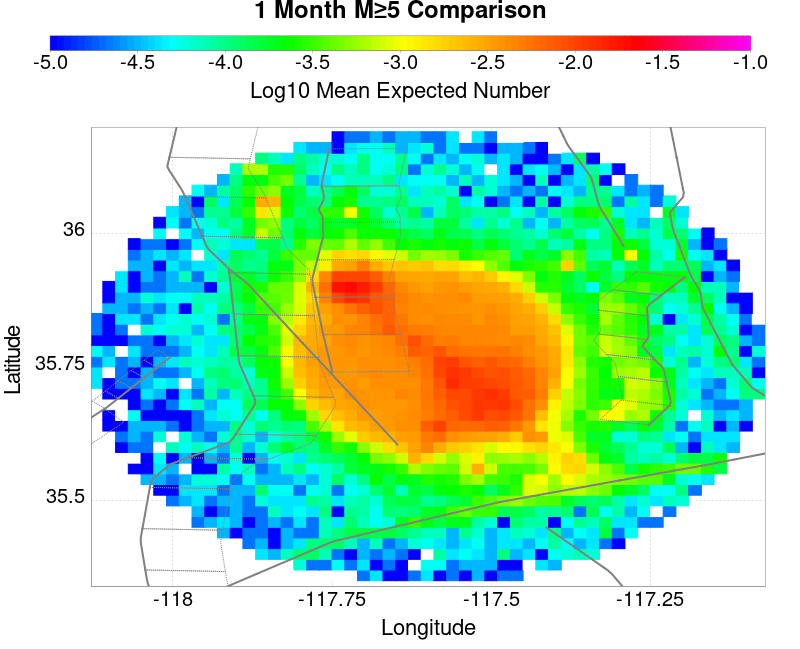 1 Month M≥5 Comparison
-5.0 -4.5 -4.0 -3.5 -3.0 -2.5 -2.0 -1.5 -1.0
Log10 Mean Expected Number
36
35.75
35.5
Latitude
-118 -117.75 -117.5 -117.25
Longitude